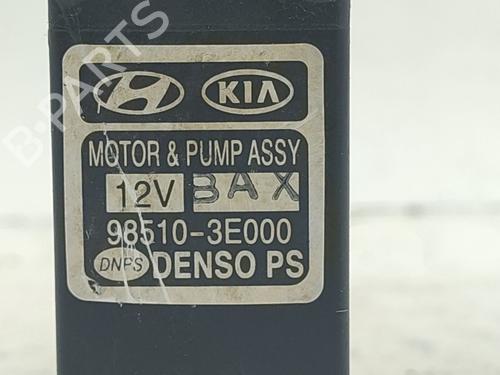 B-PARTS
KIA
MOTOR & PUMP ASSY
12V BAX
98510-3E000
DNPS DENSO PS